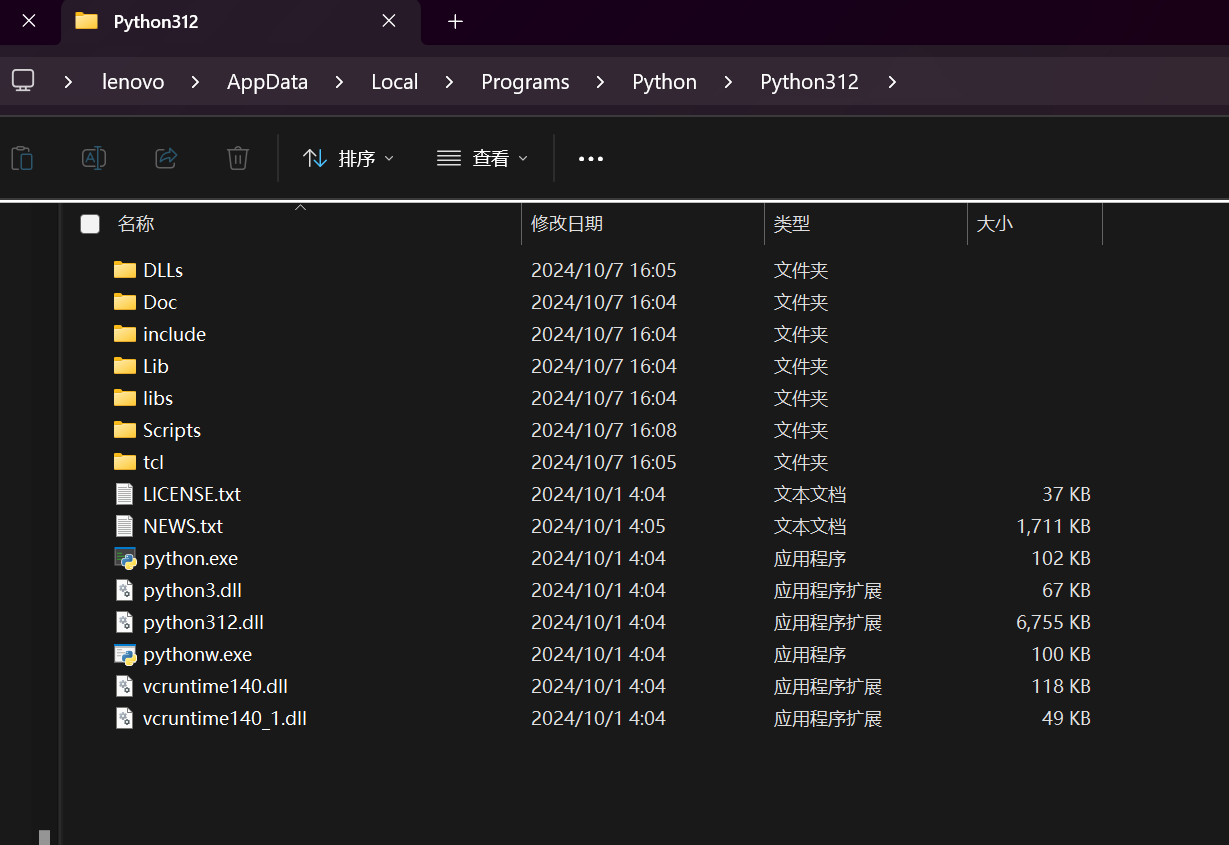 Python312
lenovo > AppData > Local > Programs > Python > Python312 >
排序 查看
名称 修改日期 类型 大小
DLLs 2024/10/7 16:05 文件夹
Doc 2024/10/7 16:04 文件夹
include 2024/10/7 16:04 文件夹
Lib 2024/10/7 16:04 文件夹
libs 2024/10/7 16:04 文件夹
Scripts 2024/10/7 16:08 文件夹
tcl 2024/10/7 16:05 文件夹
LICENSE.txt 2024/10/1 4:04 文本文档 37 KB
NEWS.txt 2024/10/1 4:05 文本文档 1,711 KB
python.exe 2024/10/1 4:04 应用程序 102 KB
python3.dll 2024/10/1 4:04 应用程序扩展 67 KB
python312.dll 2024/10/1 4:04 应用程序扩展 6,755 KB
pythonw.exe 2024/10/1 4:04 应用程序 100 KB
vcruntime140.dll 2024/10/1 4:04 应用程序扩展 118 KB
vcruntime140_1.dll 2024/10/1 4:04 应用程序扩展 49 KB